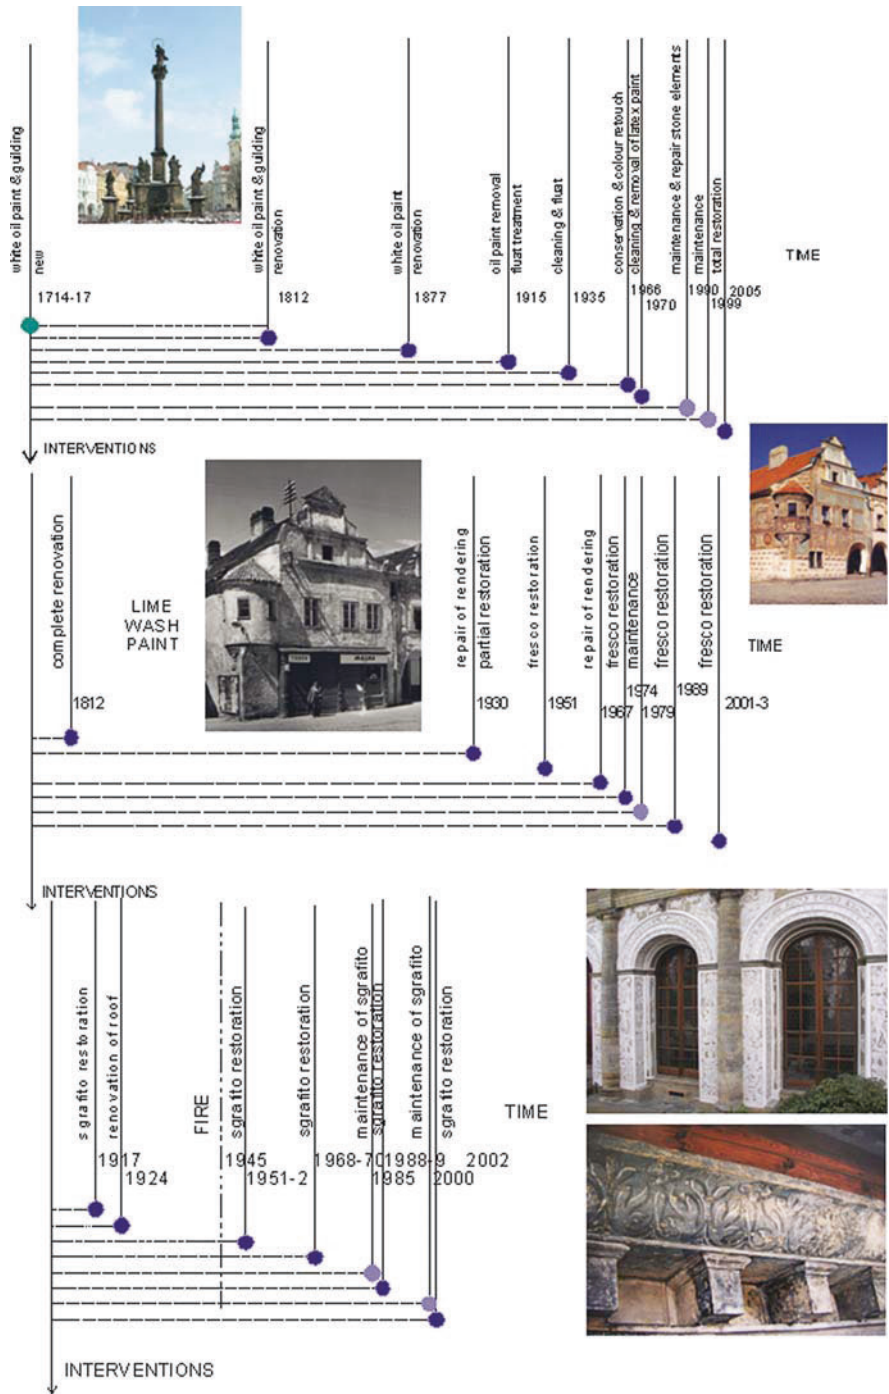 white oil paint & guilding
new
1714-17
white oil paint & guilding
renovation
1812
white oil paint
renovation
1877
oil paint removal
fluat treatment
1915
cleaning & fluat
1935
conservation & colour retouch
cleaning & removal of latex paint
1966
1970
maintenance & repair stone elements
maintenance
total restoration
1990
1999
2005
TIME
INTERVENTIONS
complete renovation
1812
LIME
WASH
PAINT
repair of rendering
partial restoration
1930
fresco restoration
1951
repair of rendering
fresco restoration
maintenance
1967
1974
1979
fresco restoration
1989
fresco restoration
2001-3
TIME
INTERVENTIONS
sgrafito restoration
renovation of roof
1917
1924
FIRE
sgrafito restoration
1945
1951-2
sgrafito restoration
1968-70
maintenance of sgrafito
sgrafito restoration
1985
1988-9
maintenance of sgrafito
sgrafito restoration
2000
2002
TIME
INTERVENTIONS